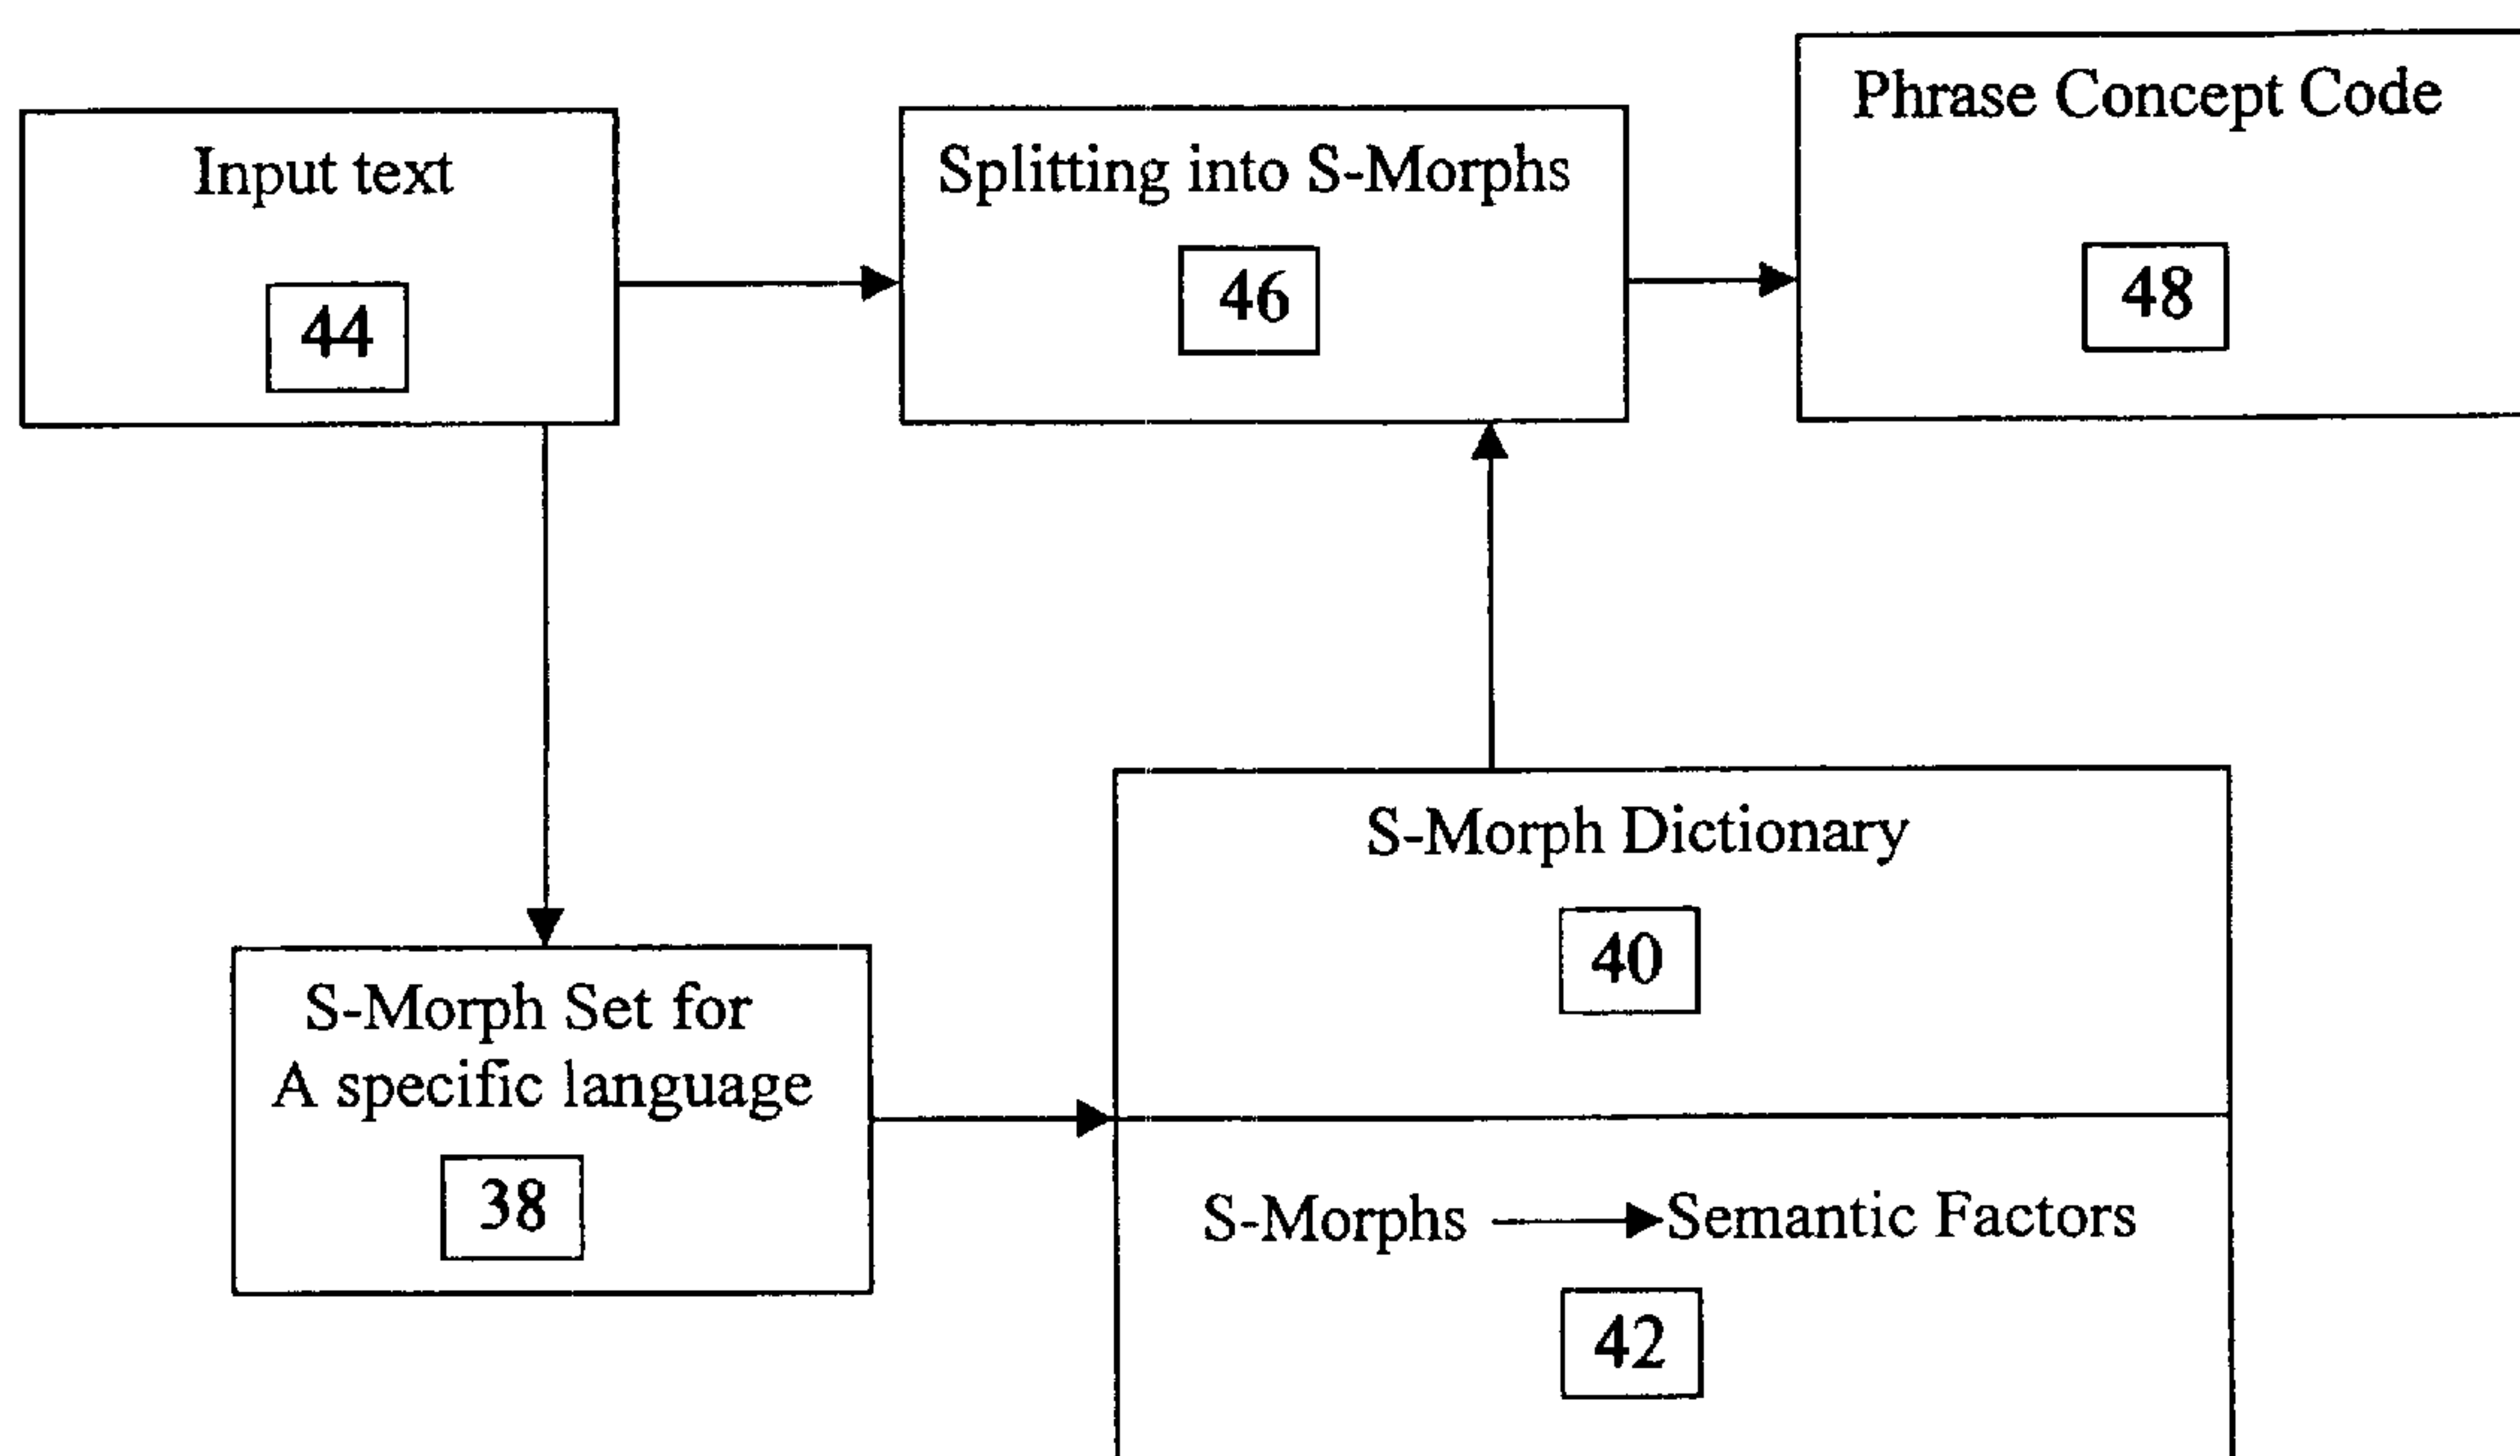 Input text
44
Splitting into S-Morphs
46
Phrase Concept Code
48
S-Morph Set for
A specific language
38
S-Morph Dictionary
40
S-Morphs Semantic Factors
42